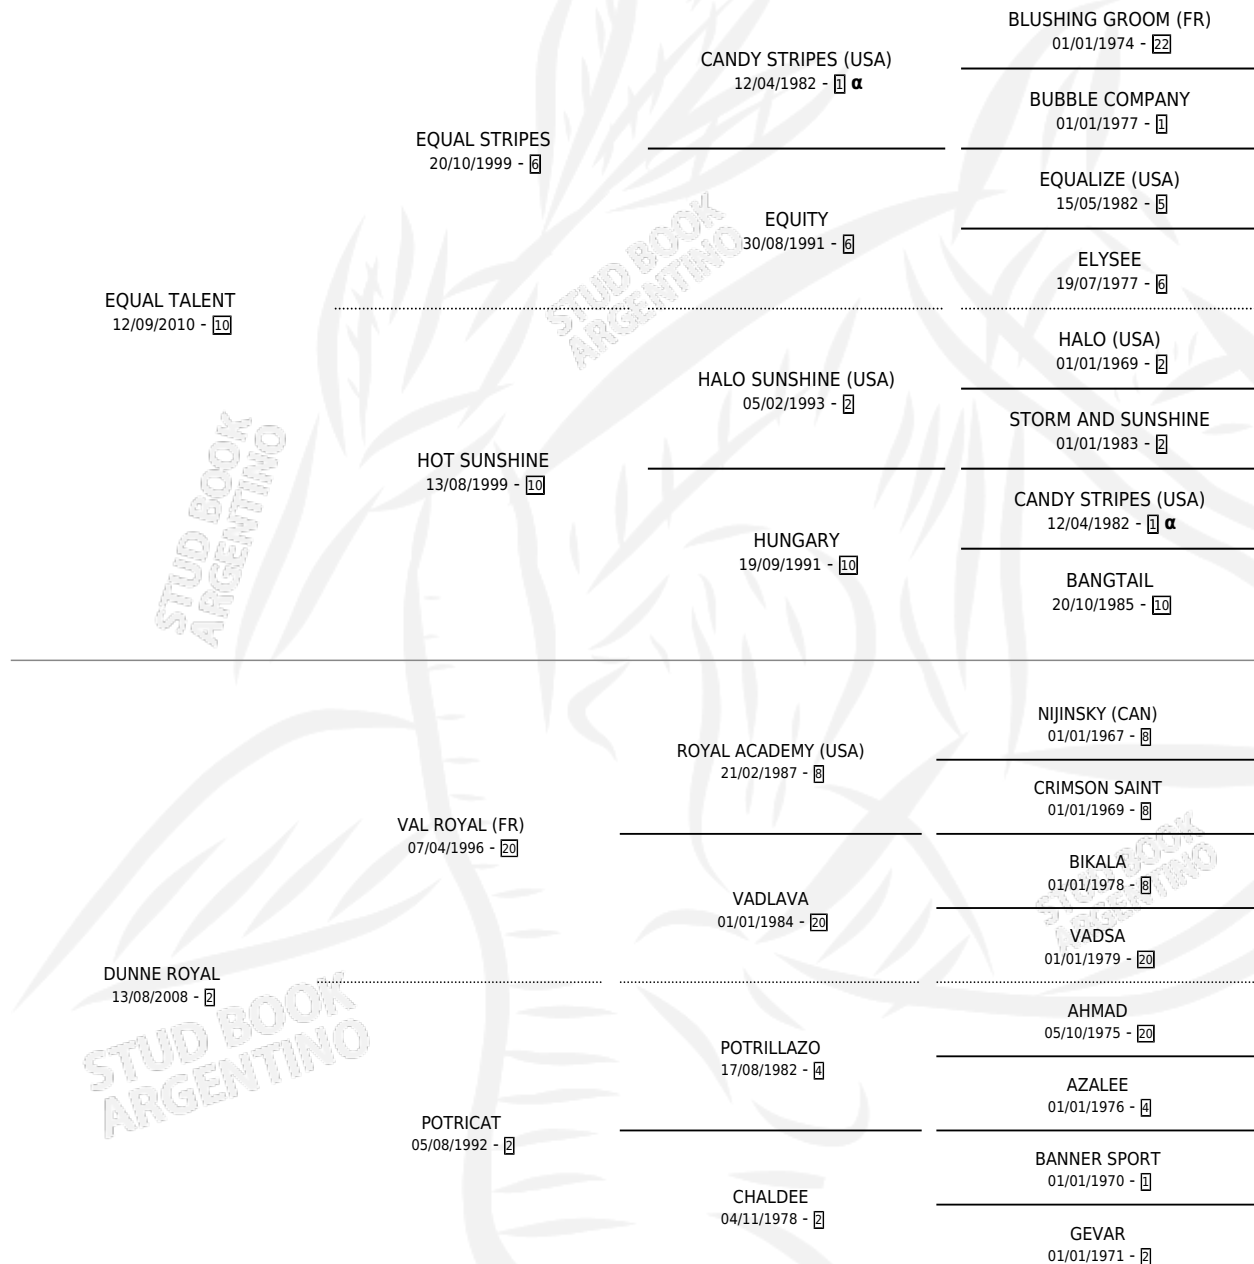 BLUSHING GROOM (FR)
01/01/1974 - 22
CANDY STRIPES (USA)
12/04/1982 - 1 α
BUBBLE COMPANY
01/01/1977 - 1
EQUAL STRIPES
20/10/1999 - 6
EQUALIZE (USA)
15/05/1982 - 5
EQUITY
30/08/1991 - 6
ELYSEE
19/07/1977 - 6
EQUAL TALENT
12/09/2010 - 10
HALO (USA)
01/01/1969 - 2
HALO SUNSHINE (USA)
05/02/1993 - 2
STORM AND SUNSHINE
01/01/1983 - 2
HOT SUNSHINE
13/08/1999 - 10
CANDY STRIPES (USA)
12/04/1982 - 1 α
HUNGARY
19/09/1991 - 10
BANGTAIL
20/10/1985 - 10
NIJINSKY (CAN)
01/01/1967 - 8
ROYAL ACADEMY (USA)
21/02/1987 - 8
CRIMSON SAINT
01/01/1969 - 8
VAL ROYAL (FR)
07/04/1996 - 20
BIKALA
01/01/1978 - 8
VADLAVA
01/01/1984 - 20
VADSA
01/01/1979 - 20
DUNNE ROYAL
13/08/2008 - 2
AHMAD
05/10/1975 - 20
POTRILLAZO
17/08/1982 - 4
AZALEE
01/01/1976 - 4
POTRICAT
05/08/1992 - 2
BANNER SPORT
01/01/1970 - 1
CHALDEE
04/11/1978 - 2
GEVAR
01/01/1971 - 2
STUD BOOK
ARGENTINO
STUD BOOK
ARGENTINO
STUD BOOK
ARGENTINO
STUD BOOK
ARGENTINO